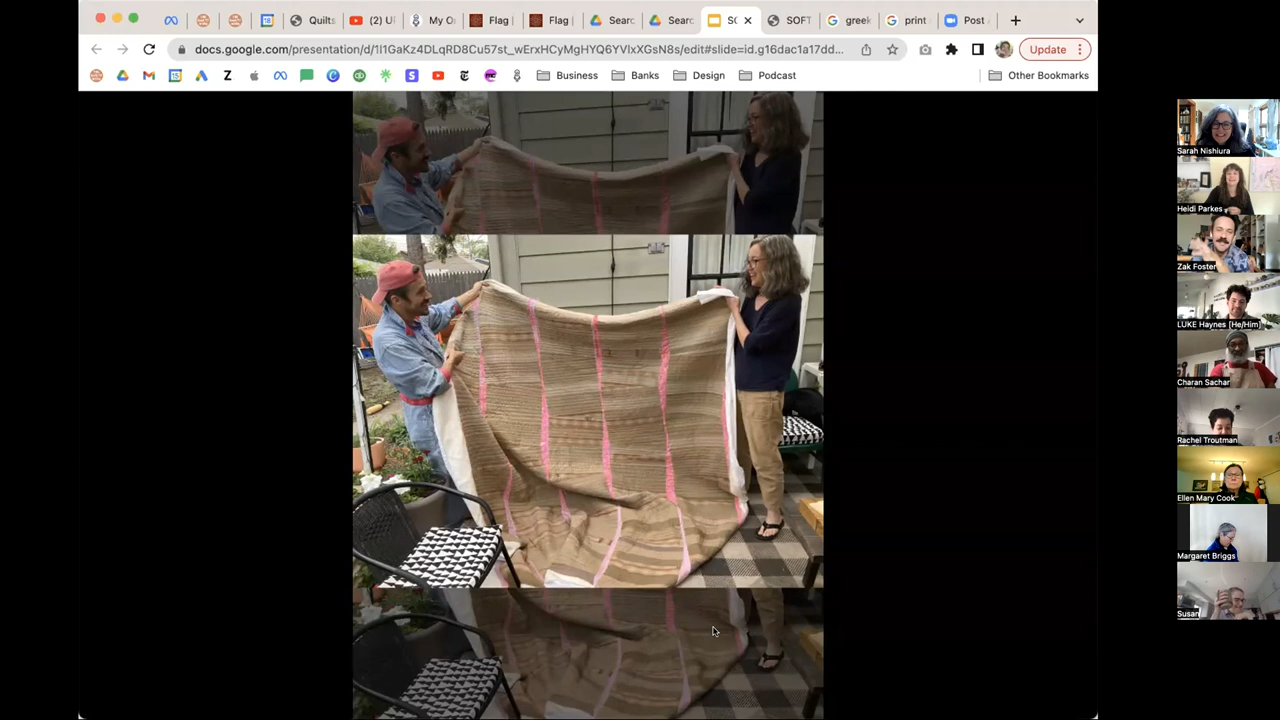 Quilts
(2) U
My O
Flag
Flag
Searc
Searc
SC
SOFT
greek
print
Post
docs.google.com/presentation/d/1I1GaKz4DLqRD8Cu57st_wErxHCyMgHYQ6YVlxXGsN8s/edit#slide=id.g16dac1a17dd...
Update
Business
Banks
Design
Podcast
Other Bookmarks
Sarah Nishiura
Heidi Parkes
Zak Foster
LUKE Haynes [He/Him]
Charan Sachar
Rachel Troutman
Ellen Mary Cook
Margaret Briggs
Susan